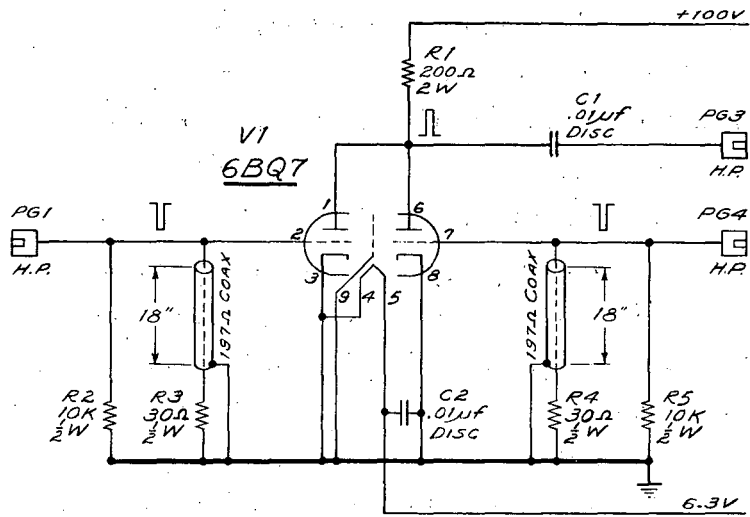 +100V
R1
200Ω
2W
C1
.01µf
DISC
PG3
H.P.
V1
6BQ7
1
6
PG1
H.P.
2
7
PG4
H.P.
3
9
4
5
8
18"
197Ω COAX
197Ω COAX
18"
R2
10K
½W
R3
30Ω
½W
C2
.01µf
DISC
R4
30Ω
½W
R5
10K
½W
6.3V